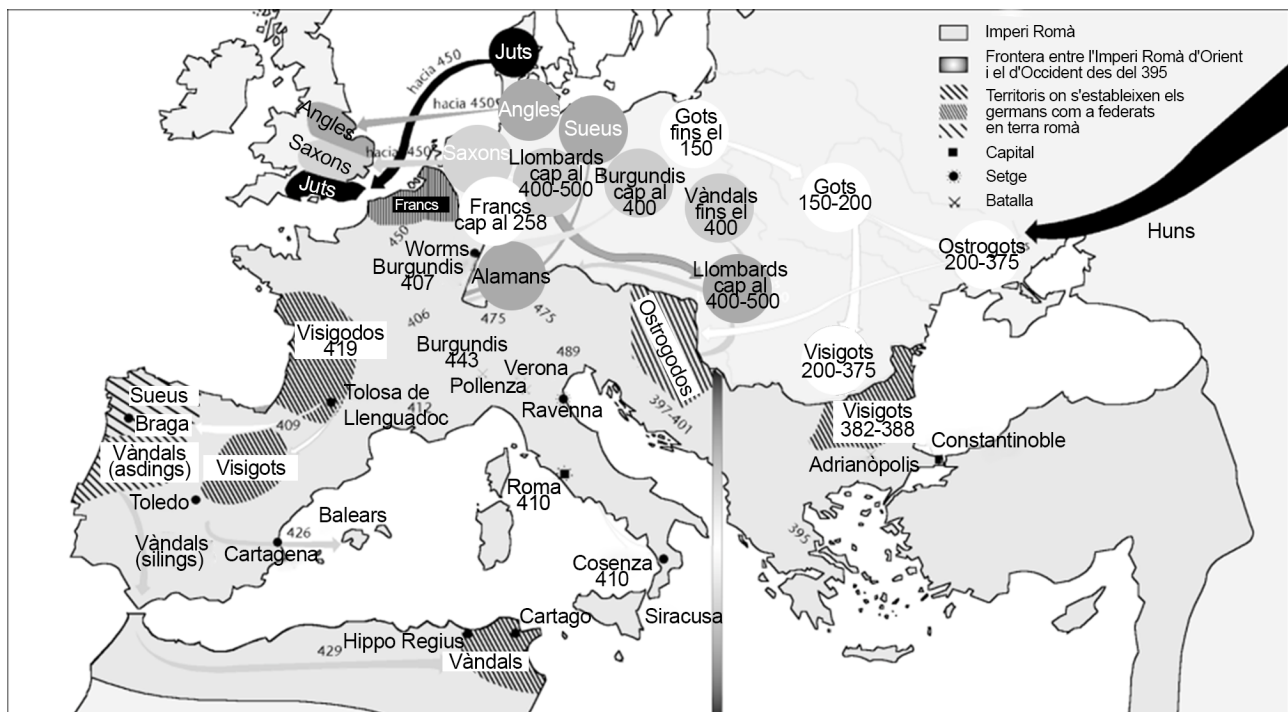 Imperi Romà
Frontera entre l'Imperi Romà d'Orient
i el d'Occident des del 395
Territoris on s'estableixen els
germans com a federats
en terra romà
Capital
Setge
Batalla
Juts
hacia 450
hacia 450
hacia 450
Angles
Saxons
Juts
Angles
Sueus
Saxons
Gots
fins el
150
Llombards
cap al
400-500
Burgundis
cap al
400
Vàndals
fins el
400
Gots
150-200
Francs
Francs
cap al 258
450
Huns
Ostrogots
200-375
Worms
Burgundis
407
Alamans
Llombards
cap al
400-500
406
475
475
Ostrogodos
Visigodos
419
Burgundis
443
489
Verona
Pollenza
Ravenna
397-401
Visigots
200-375
Visigots
382-388
Constantinoble
Adrianòpolis
Sueus
Braga
409
412
Tolosa de
Llenguadoc
Vàndals
(asdings)
Visigots
Toledo
Roma
410
Balears
426
Vàndals
(silings)
Cartagena
395
Cosenza
410
Siracusa
Cartago
Hippo Regius
429
Vàndals